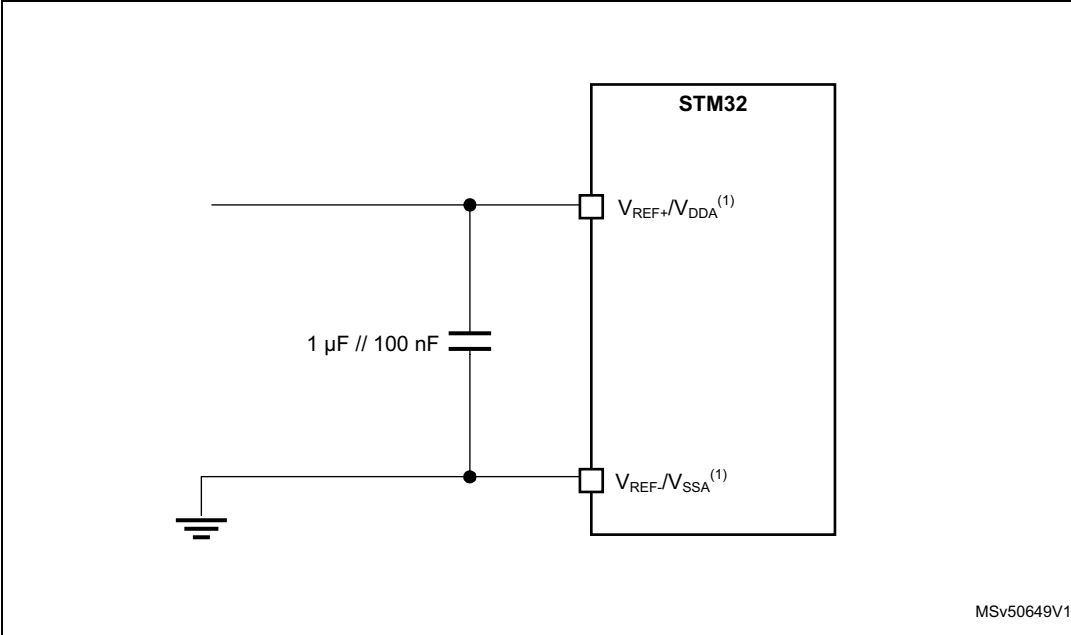 STM32
VREF+/VDDA(1)
1 µF // 100 nF
VREF-/VSSA(1)
MSv50649V1